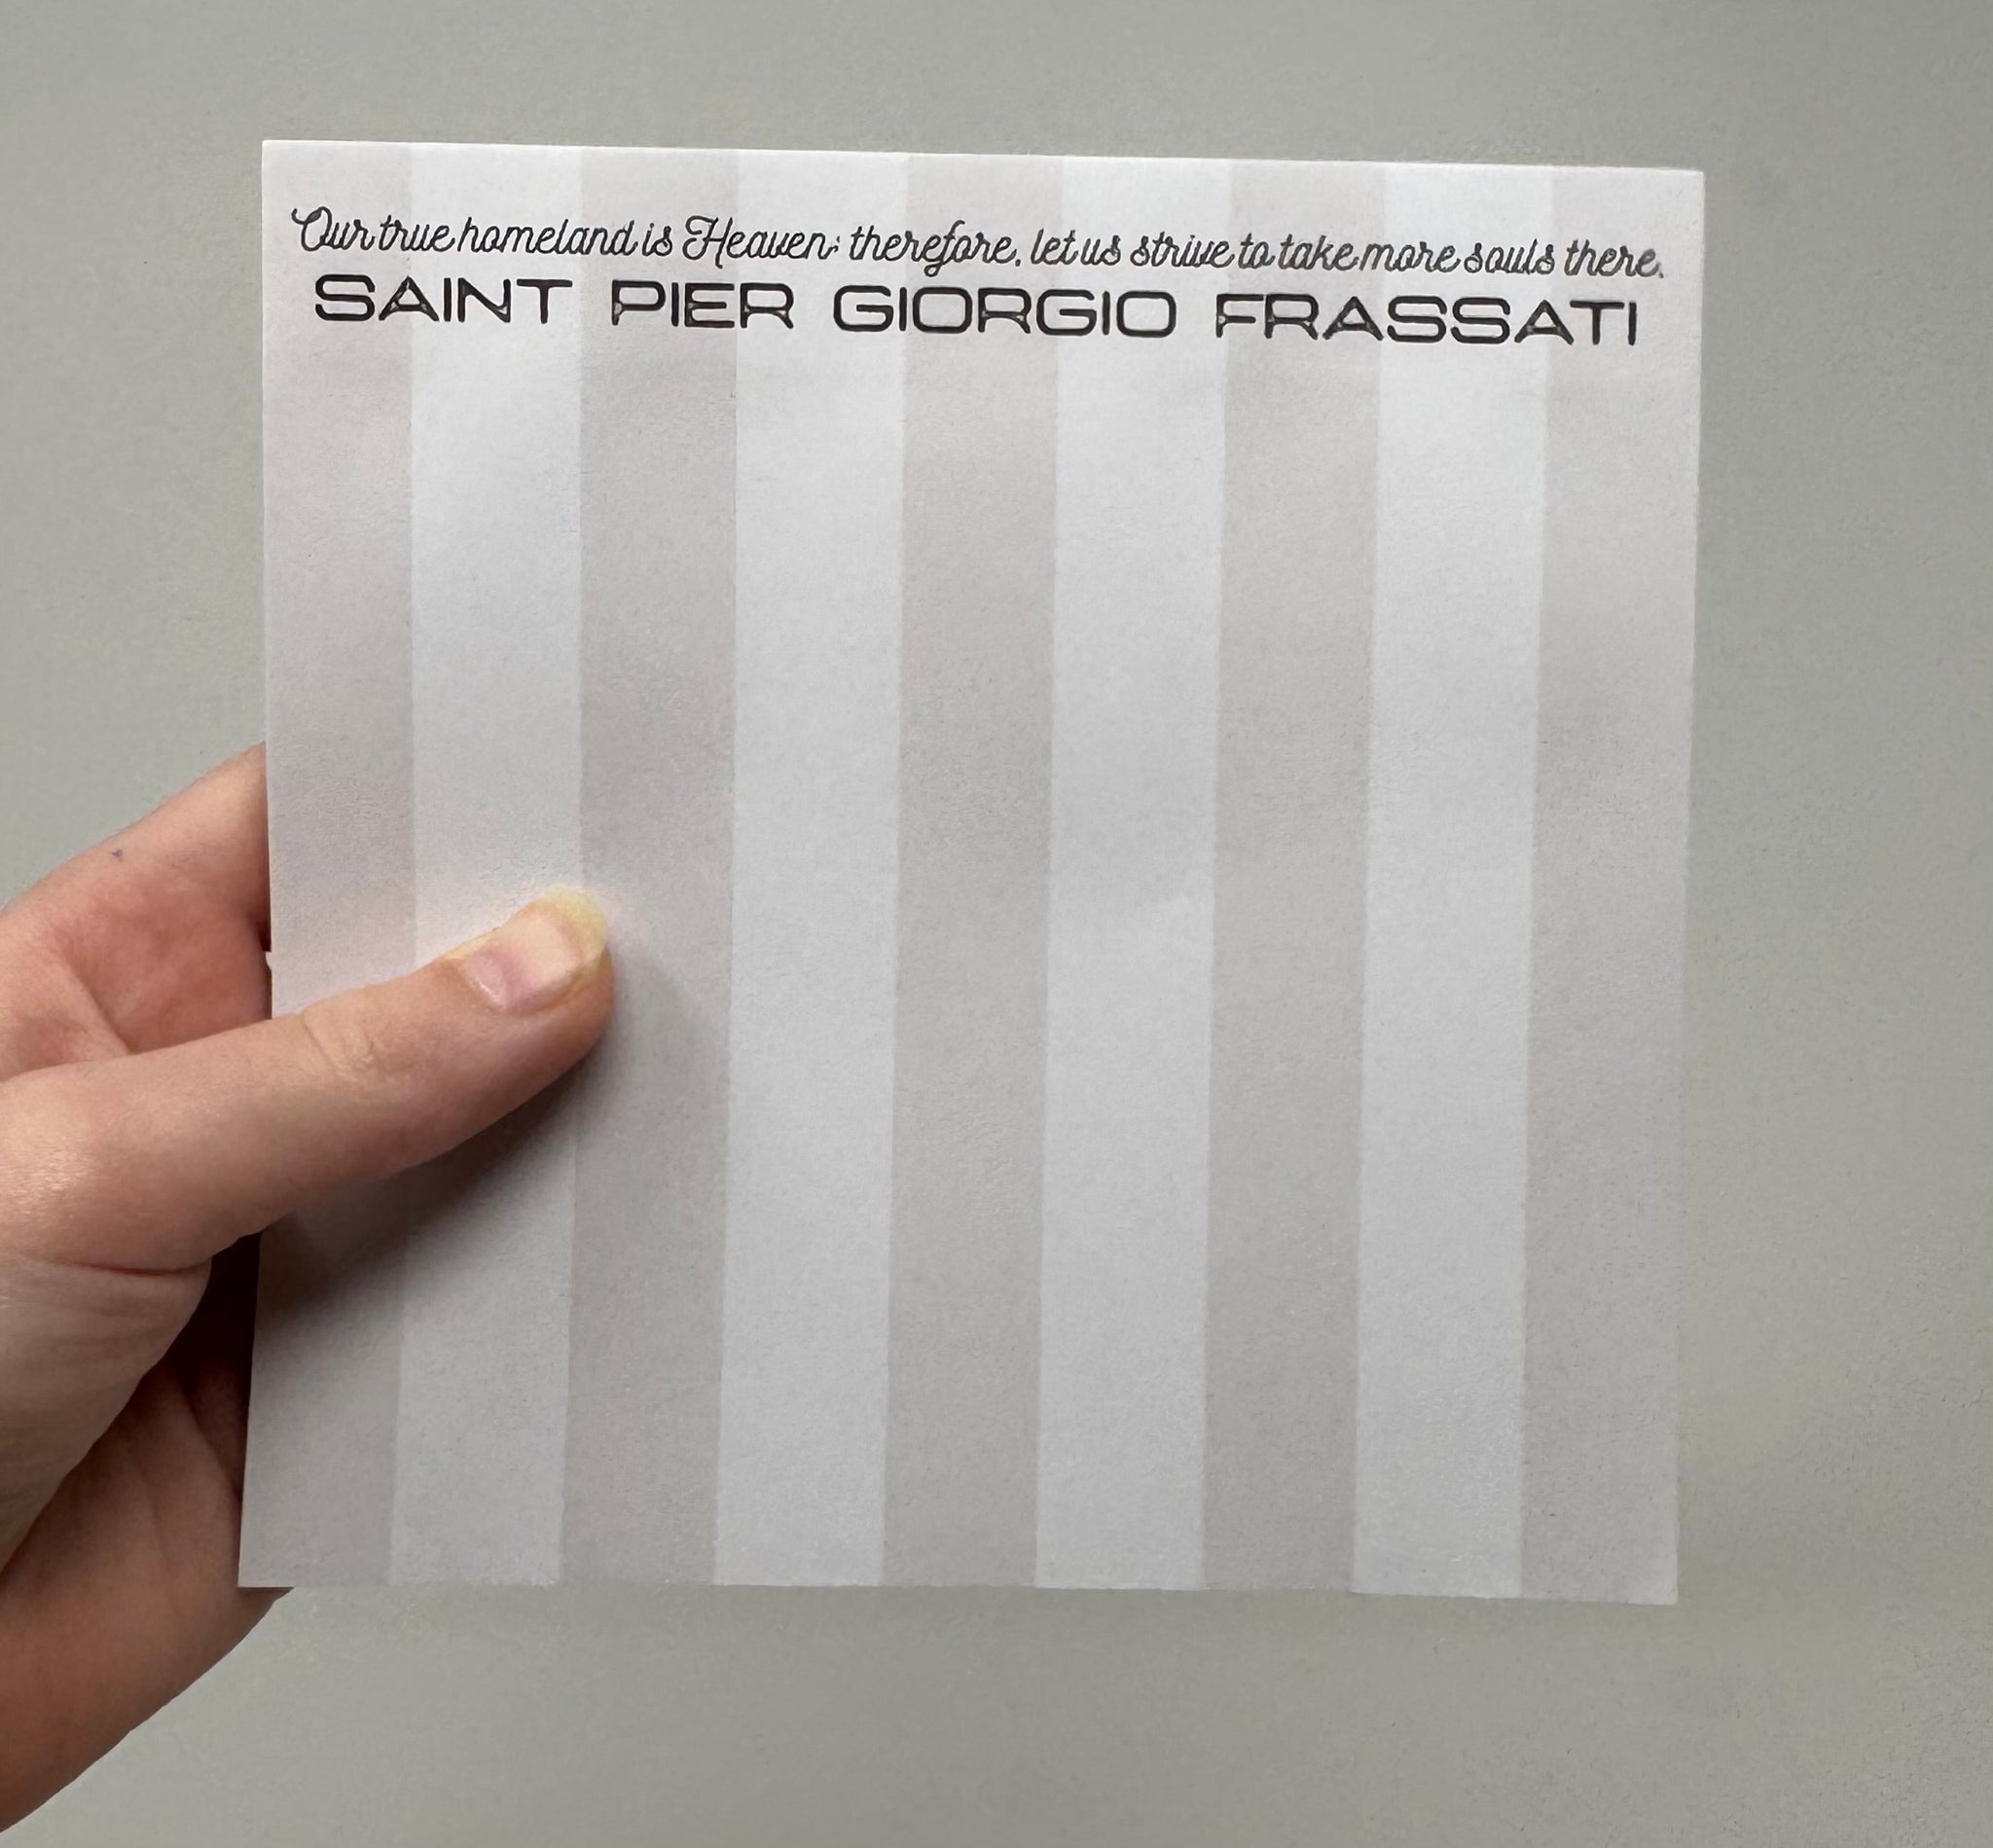 Our true homeland is Heaven; therefore, let us strive to take more souls there.
SAINT PIER GIORGIO FRASSATI